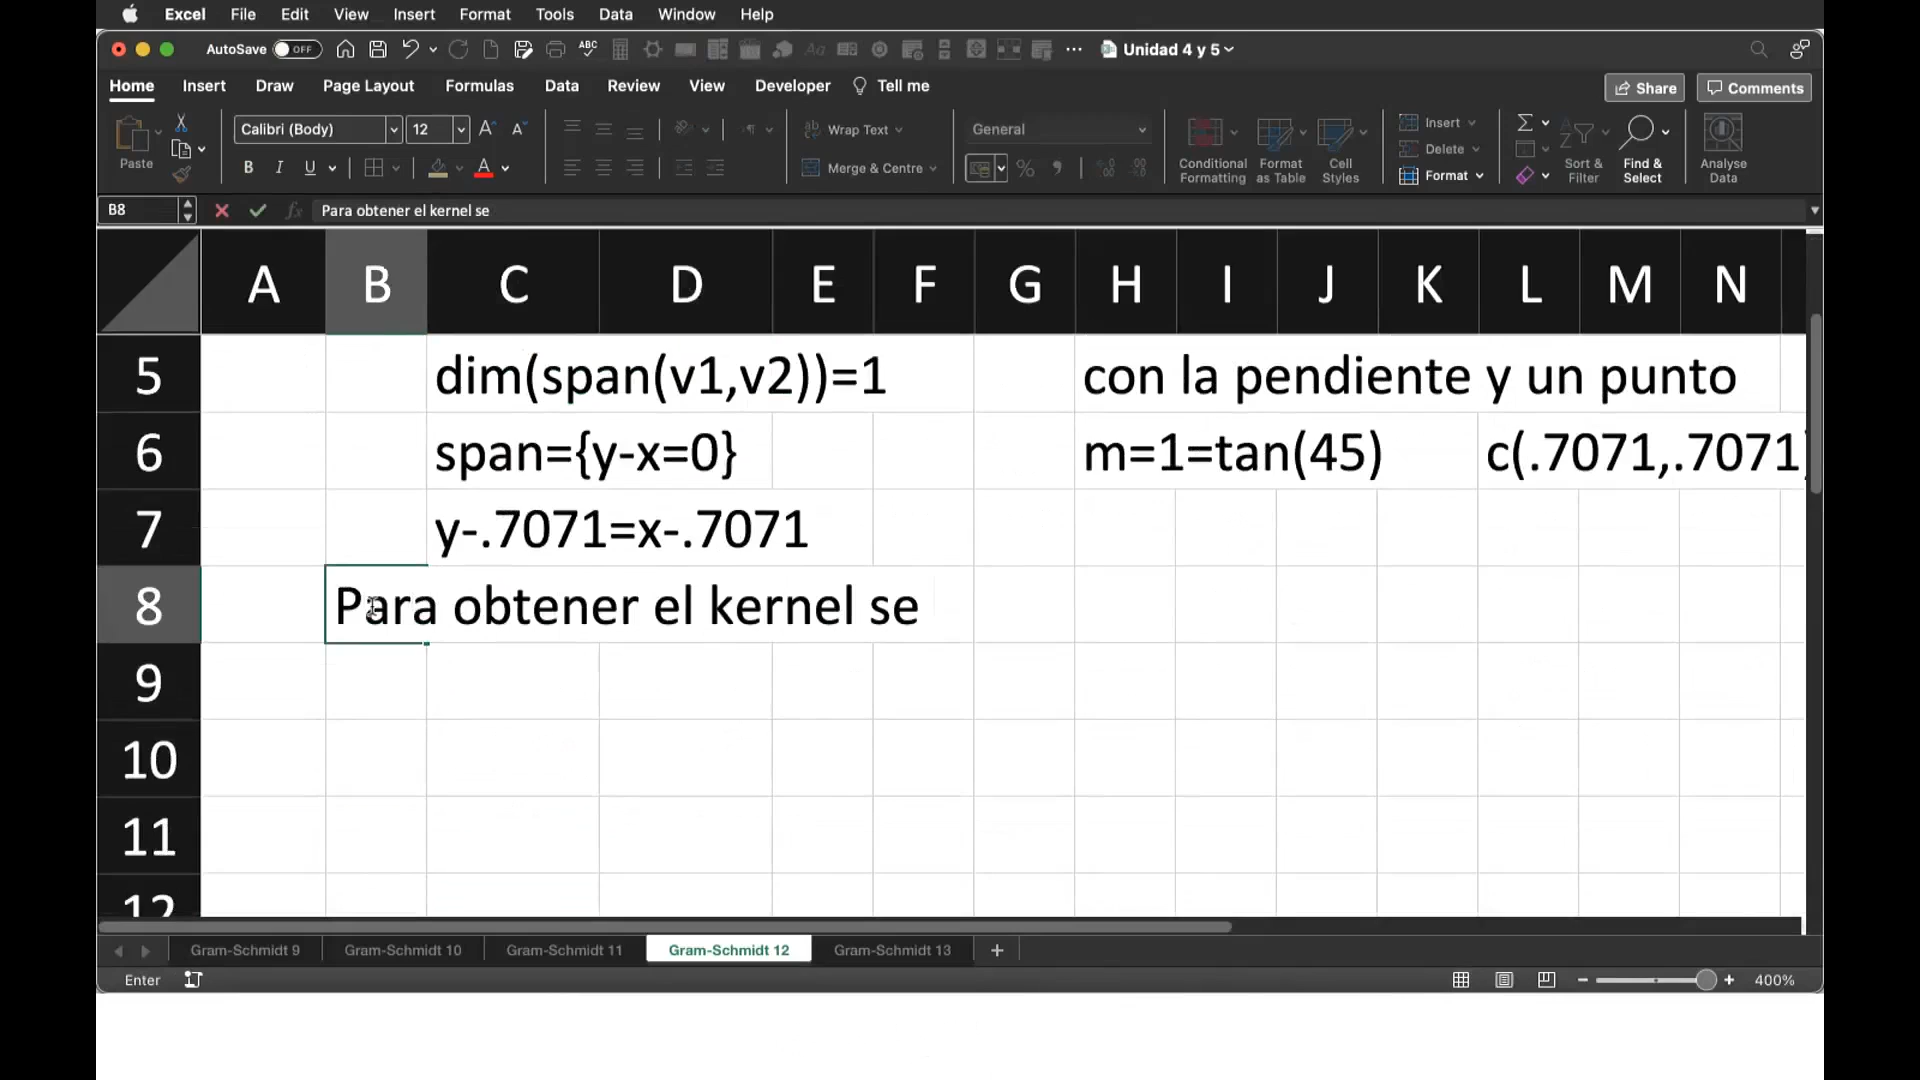 Excel File Edit View Insert Format Tools Data Window Help
AutoSave OFF ABC Aa ... Unidad 4 y 5
Home Insert Draw Page Layout Formulas Data Review View Developer Tell me Share Comments
Paste Calibri (Body) 12 A A Wrap Text General Insert
B I U A Merge & Centre % Conditional Formatting Format as Table Cell Styles Delete Format Sort & Filter Find & Select Analyse Data
B8 fx Para obtener el kernel se
A B C D E F G H I J K L M N
5 dim(span(v1,v2))=1 con la pendiente y un punto
6 span={y-x=0} m=1=tan(45) c(.7071,.7071)
7 y-.7071=x-.7071
8 Para obtener el kernel se
9
10
11
12
Gram-Schmidt 9 Gram-Schmidt 10 Gram-Schmidt 11 Gram-Schmidt 12 Gram-Schmidt 13 +
Enter 400%